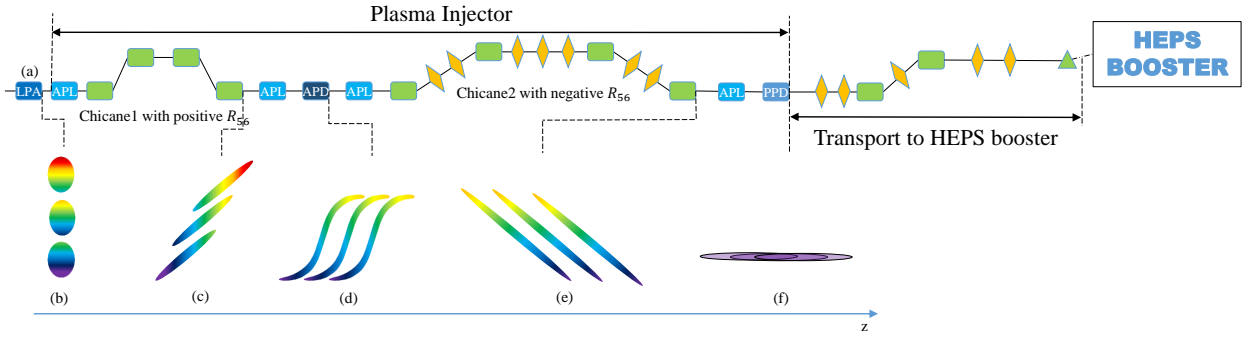 Plasma Injector
HEPS
BOOSTER
(a)
LPA APL APL APD APL APL PPD
Chicane1 with positive R56
Chicane2 with negative R56
Transport to HEPS booster
(b) (c) (d) (e) (f)
z